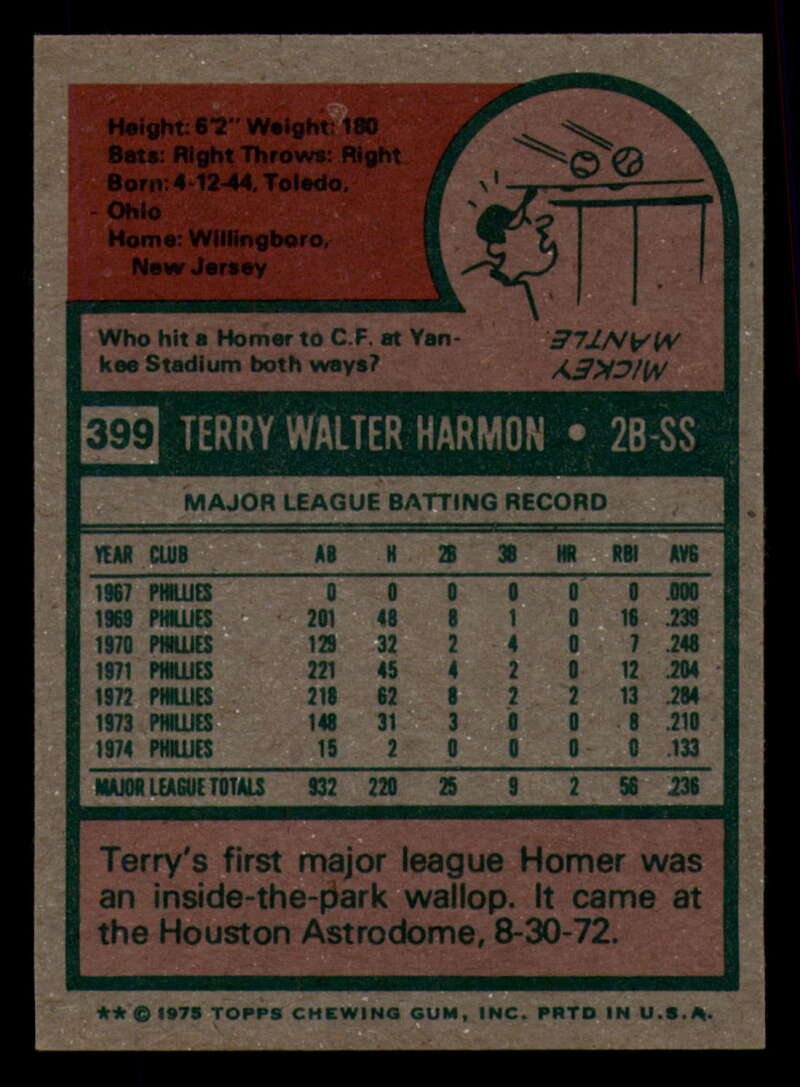 Height: 6'2" Weight: 180
Bats: Right Throws: Right
Born: 4-12-44, Toledo,
Ohio
Home: Willingboro,
New Jersey
Who hit a Homer to C.F. at Yan-
kee Stadium both ways?
MICKEY
MANTLE
399 TERRY WALTER HARMON • 2B-SS
MAJOR LEAGUE BATTING RECORD
YEAR CLUB AB H 2B 3B HR RBI AVG
1967 PHILLIES 0 0 0 0 0 0 .000
1969 PHILLIES 201 48 8 1 0 16 .239
1970 PHILLIES 129 32 2 4 0 7 .248
1971 PHILLIES 221 45 4 2 0 12 .204
1972 PHILLIES 218 62 8 2 2 13 .284
1973 PHILLIES 148 31 3 0 0 8 .210
1974 PHILLIES 15 2 0 0 0 0 .133
MAJOR LEAGUE TOTALS 932 220 25 9 2 56 .236
Terry's first major league Homer was
an inside-the-park wallop. It came at
the Houston Astrodome, 8-30-72.
** © 1975 TOPPS CHEWING GUM, INC. PRTD IN U.S.A.